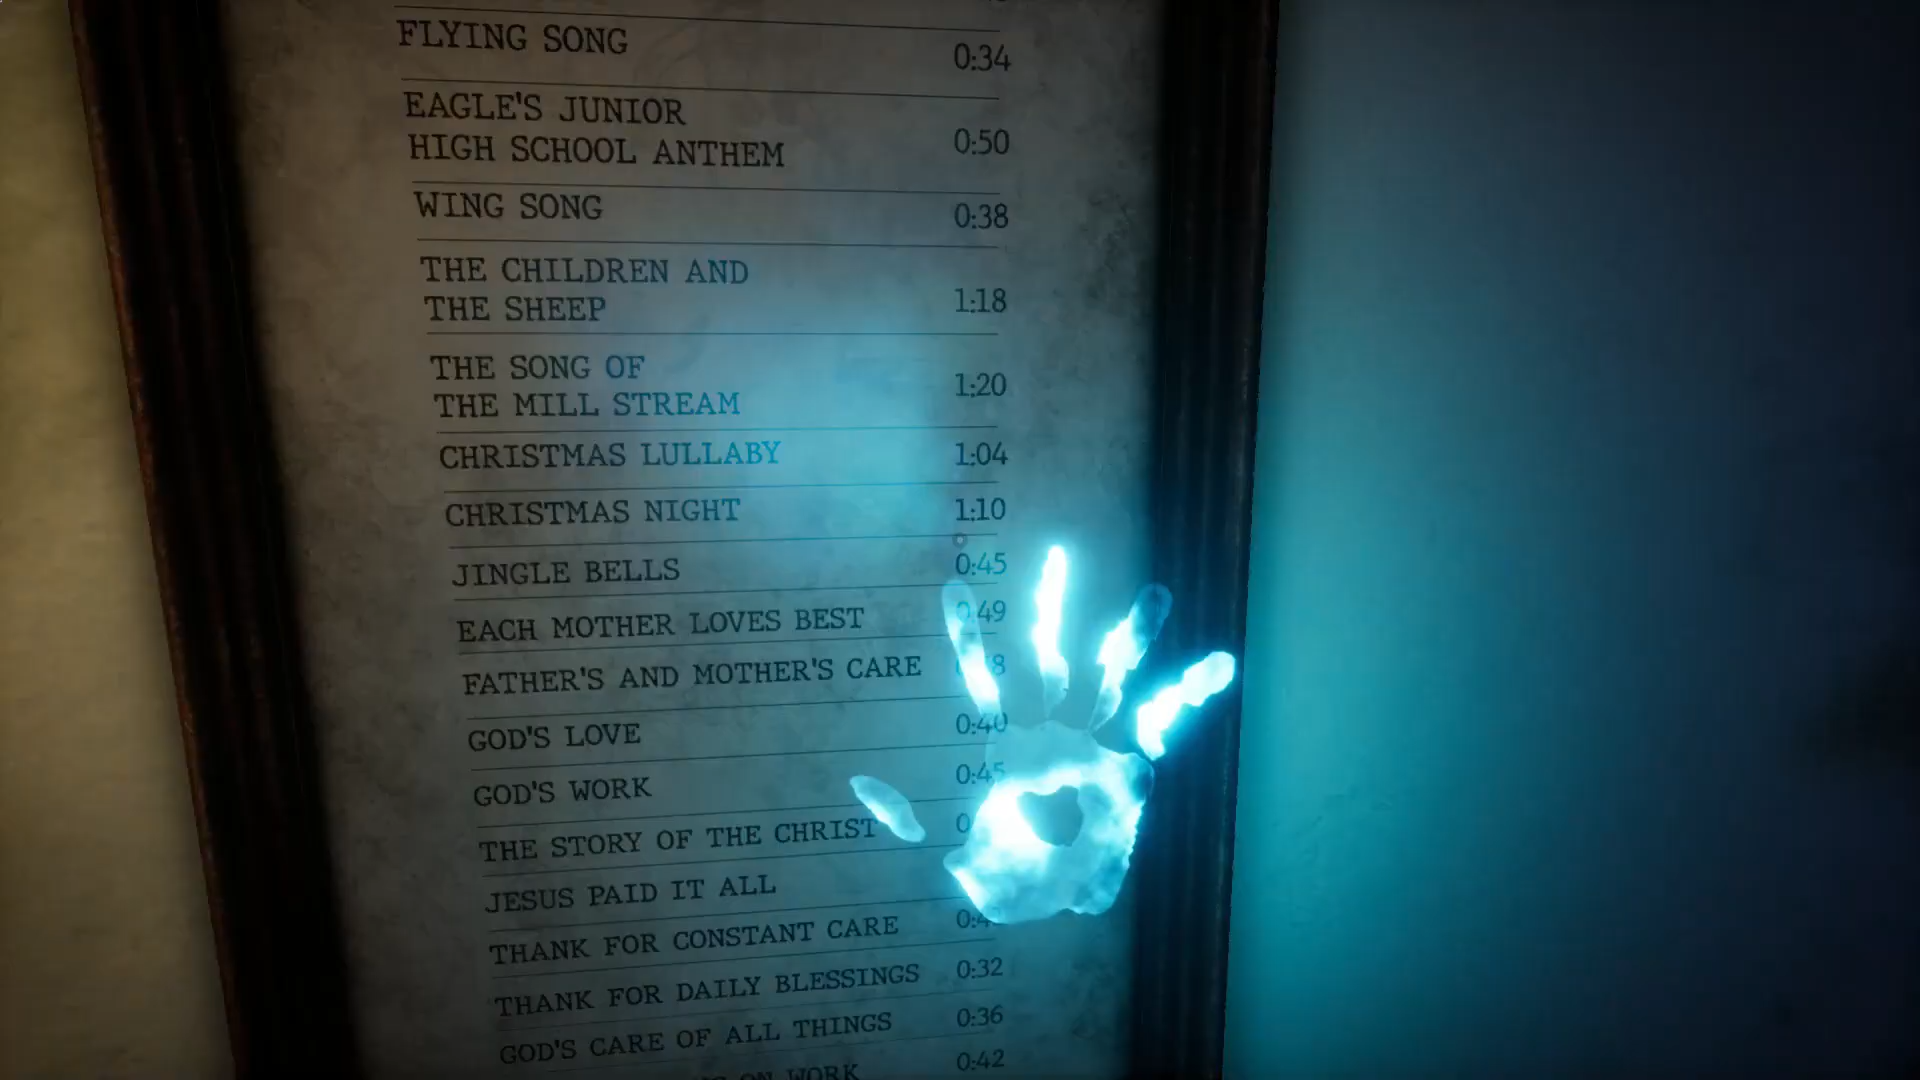 FLYING SONG 0:34
EAGLE'S JUNIOR
HIGH SCHOOL ANTHEM 0:50
WING SONG 0:38
THE CHILDREN AND
THE SHEEP 1:18
THE SONG OF
THE MILL STREAM 1:20
CHRISTMAS LULLABY 1:04
CHRISTMAS NIGHT 1:10
JINGLE BELLS 0:45
EACH MOTHER LOVES BEST 0:49
FATHER'S AND MOTHER'S CARE
GOD'S LOVE 0:40
GOD'S WORK 0:45
THE STORY OF THE CHRIST
JESUS PAID IT ALL
THANK FOR CONSTANT CARE
THANK FOR DAILY BLESSINGS 0:32
GOD'S CARE OF ALL THINGS 0:36
ON WORK 0:42